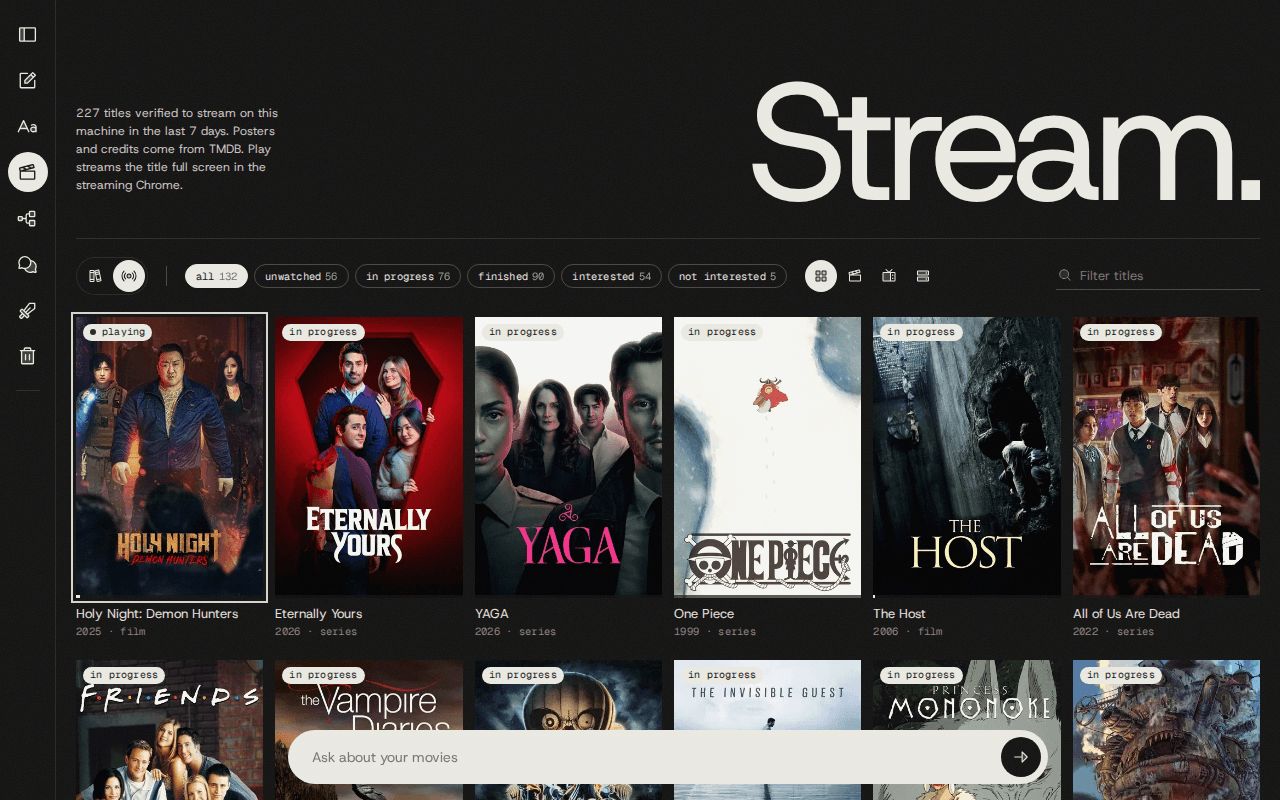 Aa
227 titles verified to stream on this
machine in the last 7 days. Posters
and credits come from TMDB. Play
streams the title full screen in the
streaming Chrome.
Stream.
all 132
unwatched 56
in progress 76
finished 90
interested 54
not interested 5
Filter titles
playing
in progress
in progress
in progress
in progress
in progress
HOLY NIGHT
DEMON HUNTERS
ETERNALLY
YOURS
YAGA
ONE PIECE
THE
HOST
ALL OF US
ARE DEAD
Holy Night: Demon Hunters
2025 · film
Eternally Yours
2026 · series
YAGA
2026 · series
One Piece
1999 · series
The Host
2006 · film
All of Us Are Dead
2022 · series
in progress
in progress
in progress
in progress
in progress
in progress
F·R·I·E·N·D·S
the Vampire
Diaries
THE INVISIBLE GUEST
PRINCESS
MONONOKE
Ask about your movies